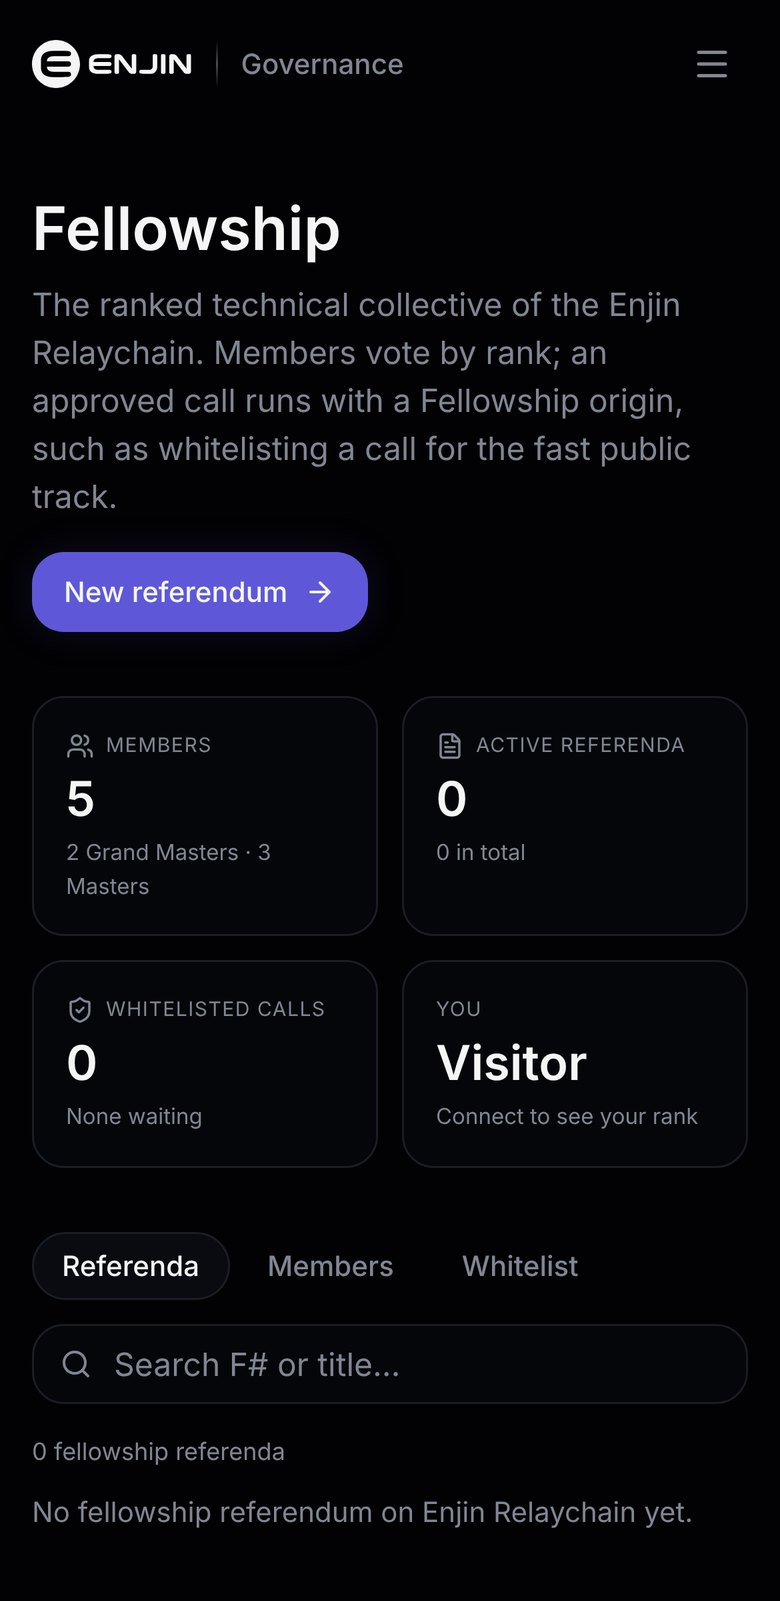 ENJIN Governance
Fellowship
The ranked technical collective of the Enjin
Relaychain. Members vote by rank; an
approved call runs with a Fellowship origin,
such as whitelisting a call for the fast public
track.
New referendum →
MEMBERS
5
2 Grand Masters · 3
Masters
ACTIVE REFERENDA
0
0 in total
WHITELISTED CALLS
0
None waiting
YOU
Visitor
Connect to see your rank
Referenda Members Whitelist
Search F# or title...
0 fellowship referenda
No fellowship referendum on Enjin Relaychain yet.